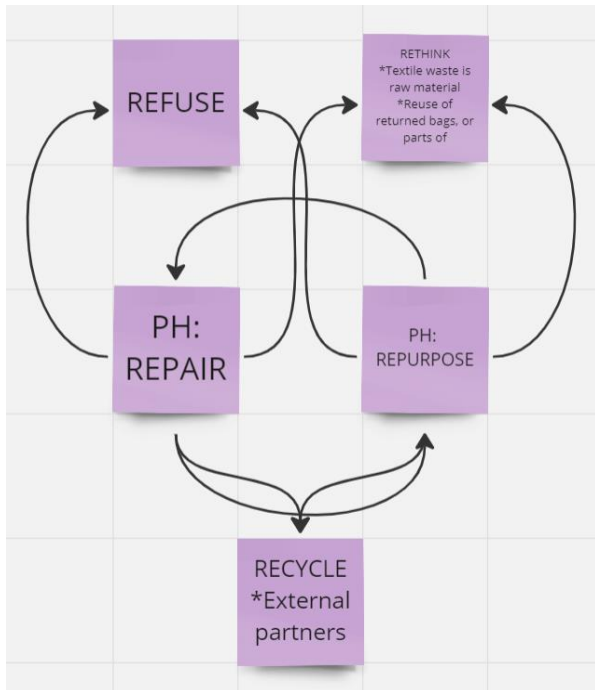 REFUSE
RETHINK
*Textile waste is
raw material
*Reuse of
returned bags, or
parts of
PH:
REPAIR
PH:
REPURPOSE
RECYCLE
*External
partners